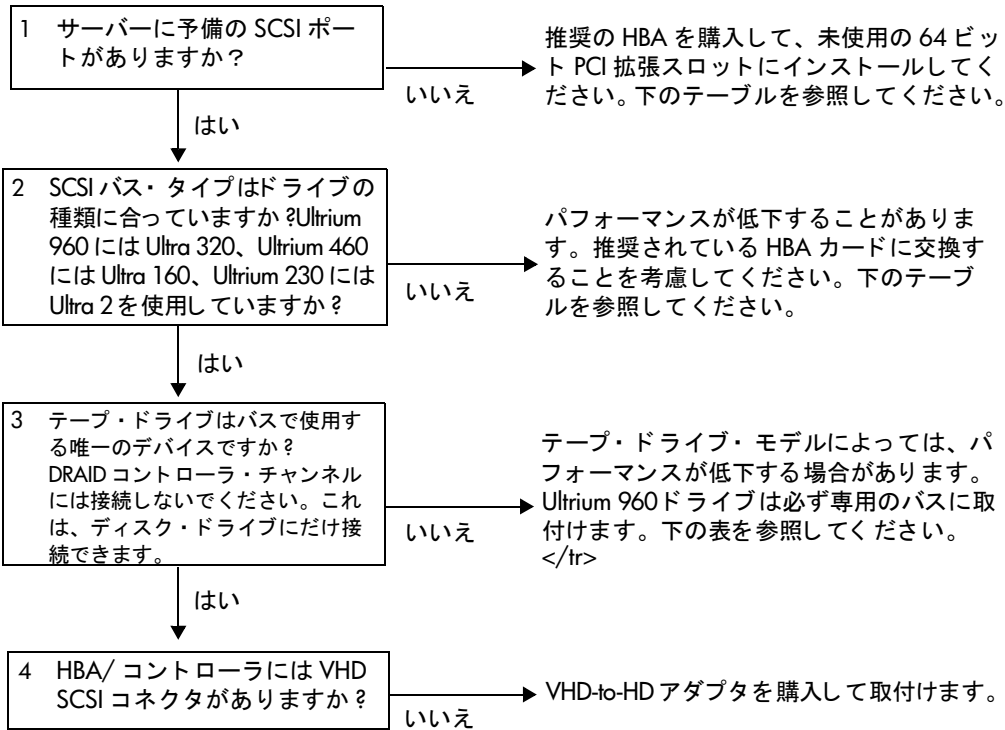 1 サーバーに予備の SCSI ポー
トがありますか？
いいえ
推奨の HBA を購入して、未使用の 64 ビッ
ト PCI 拡張スロットにインストールしてく
ださい。下のテーブルを参照してください。
はい
2 SCSI バス・ タイプはドライブの
種類に合っていますか ?Ultrium
960 には Ultra 320、Ultrium 460
には Ultra 160、Ultrium 230 には
Ultra 2 を使用していますか ?
いいえ
パフォーマンスが低下することがありま
す。推奨されている HBA カードに交換す
ることを考慮してください。下のテーブ
ルを参照してください。
はい
3 テープ・ドライブはバスで使用す
る唯一のデバイスですか ?
DRAID コントローラ・チャンネル
には接続しないでください。これ
は、ディスク・ドライブにだけ接
続できます。
いいえ
テープ・ドライブ・ モデルによっては、パ
フォーマンスが低下する場合があります。
Ultrium 960ドライブは必ず専用のバスに取
付けます。下の表を参照してください。
</tr>
はい
4 HBA/ コントローラには VHD
SCSI コネクタがありますか ?
いいえ
VHD-to-HD アダプタを購入して取付けます。